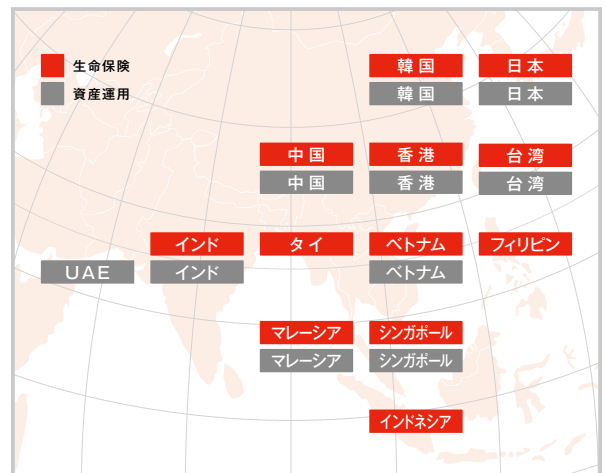 生命保険
資産運用
韓国 日本
韓国 日本
中国 香港 台湾
中国 香港 台湾
インド タイ ベトナム フィリピン
UAE インド ベトナム
マレーシア シンガポール
マレーシア シンガポール
インドネシア